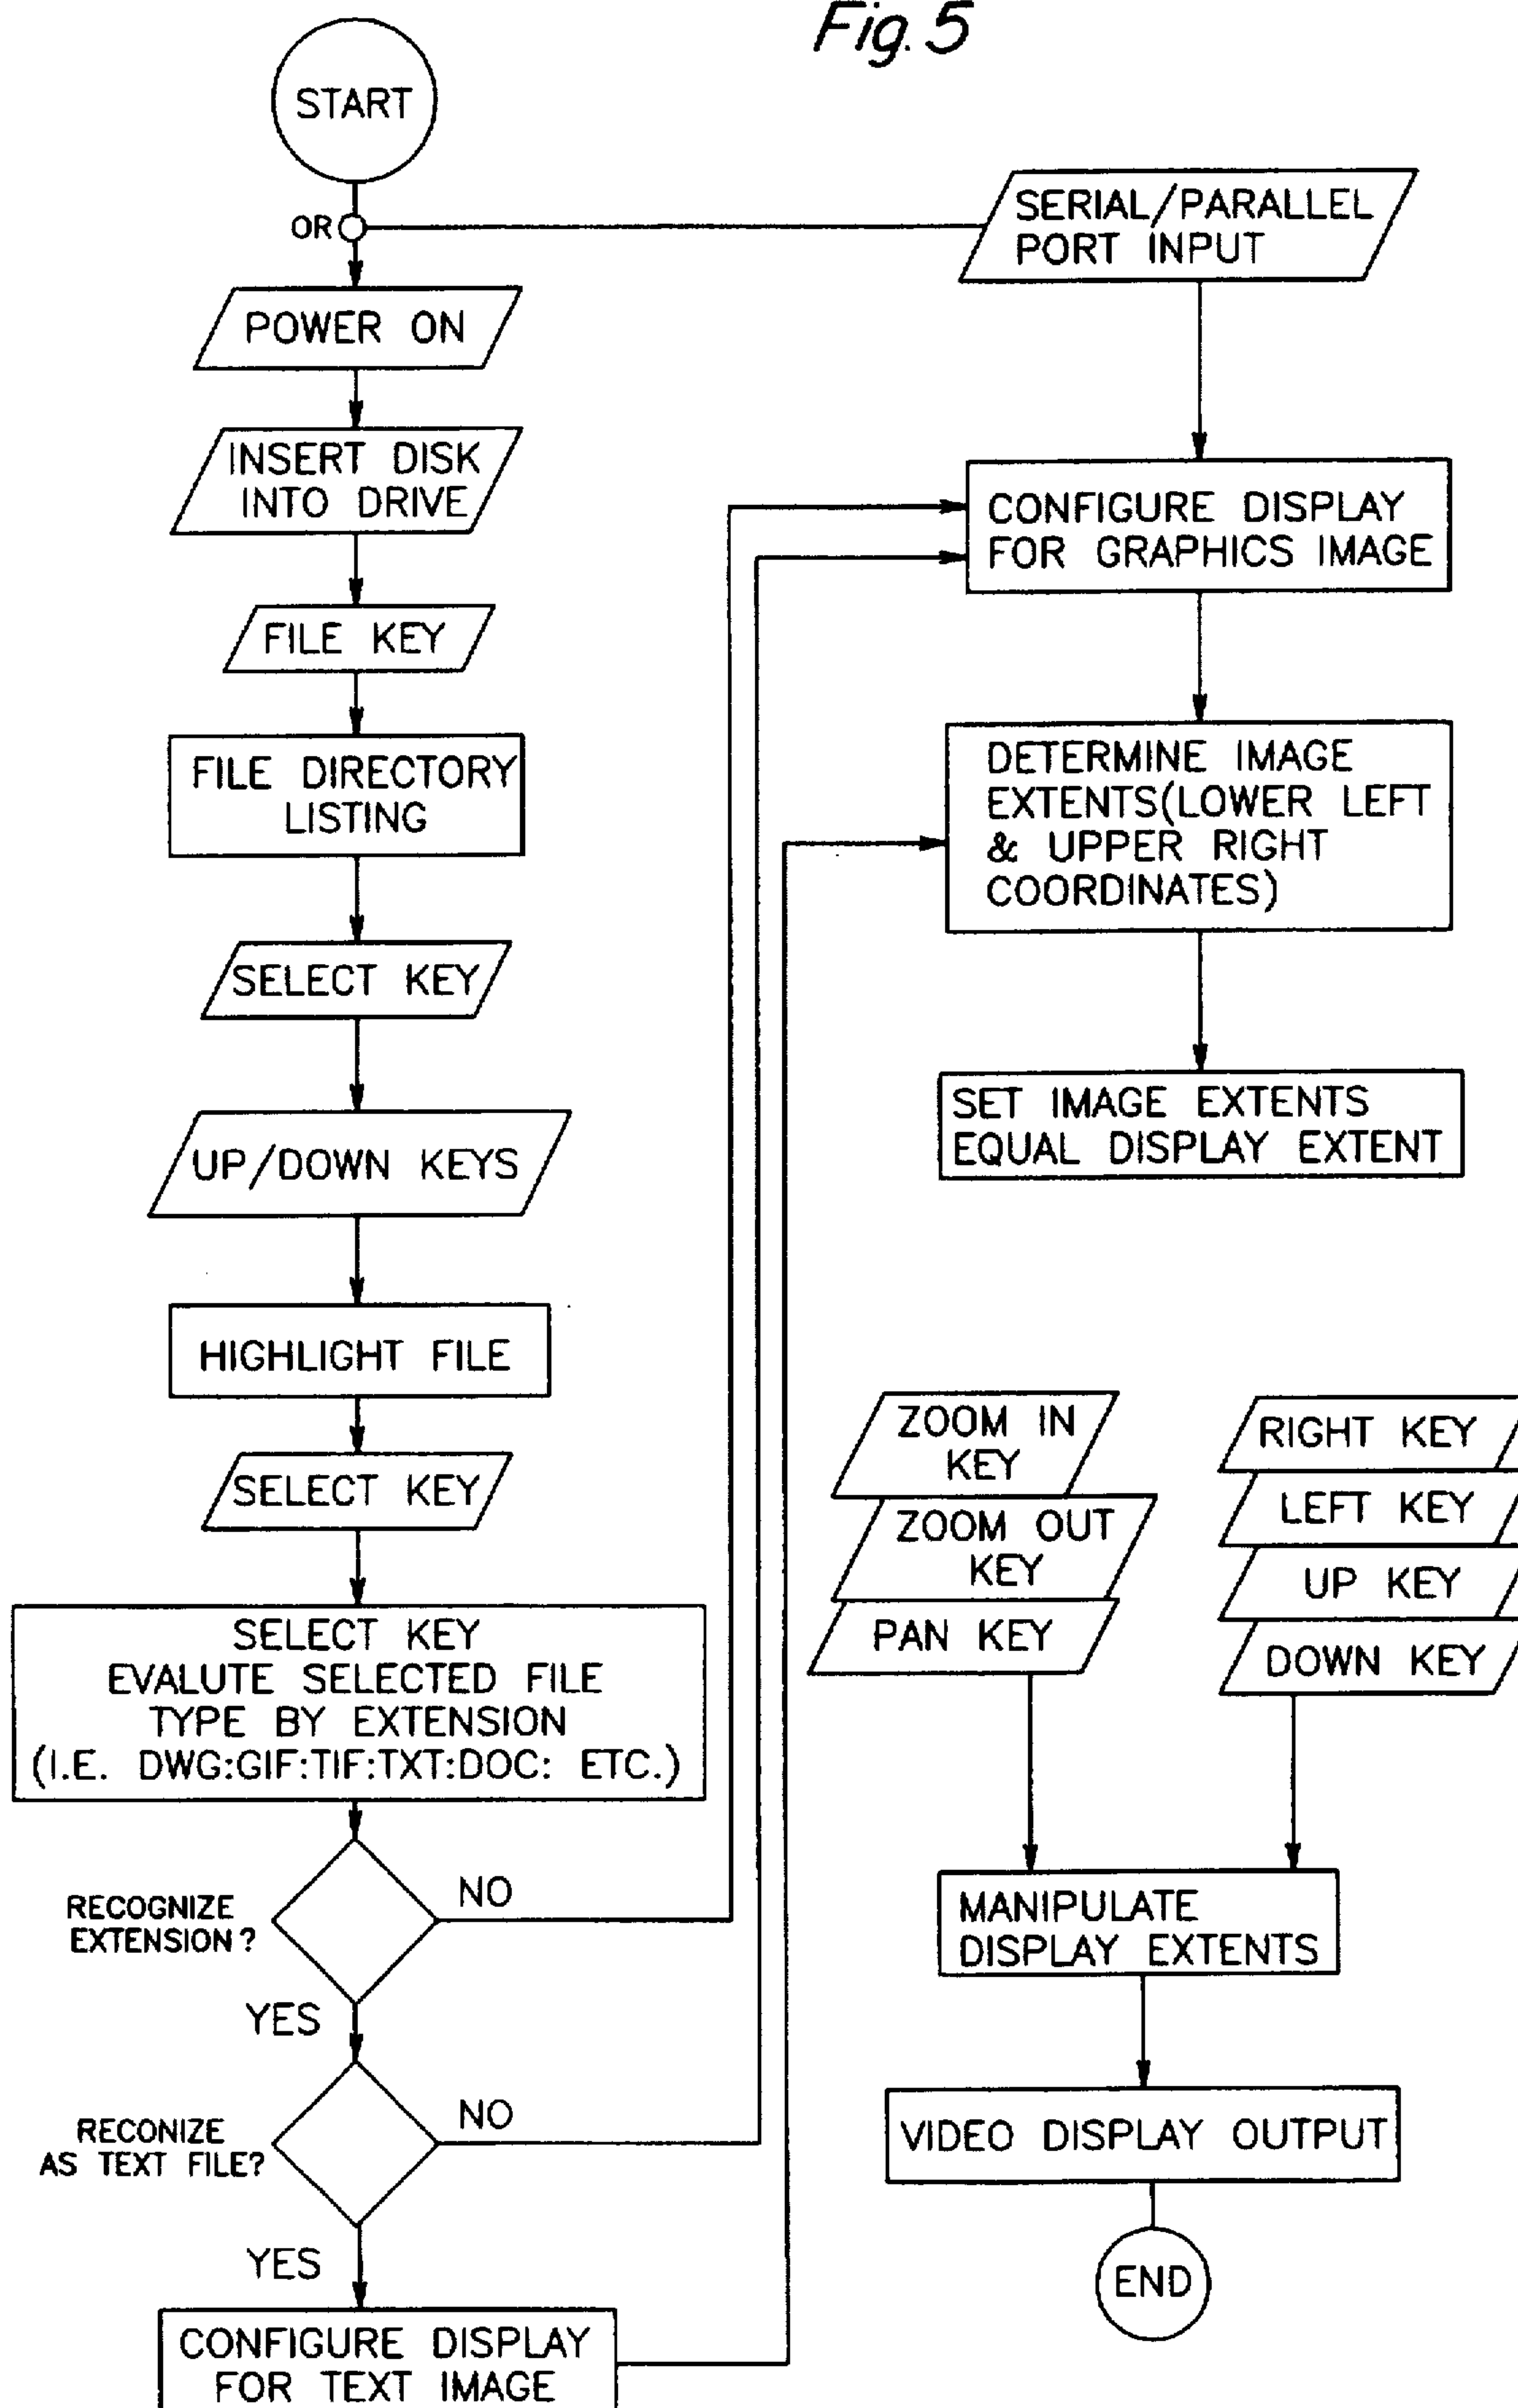 Fig. 5
START
OR
POWER ON
INSERT DISK
INTO DRIVE
FILE KEY
FILE DIRECTORY
LISTING
SELECT KEY
UP/DOWN KEYS
HIGHLIGHT FILE
SELECT KEY
SELECT KEY
EVALUTE SELECTED FILE
TYPE BY EXTENSION
(I.E. DWG:GIF:TIF:TXT:DOC: ETC.)
RECOGNIZE
EXTENSION?
NO
YES
RECONIZE
AS TEXT FILE?
NO
YES
CONFIGURE DISPLAY
FOR TEXT IMAGE
SERIAL/PARALLEL
PORT INPUT
CONFIGURE DISPLAY
FOR GRAPHICS IMAGE
DETERMINE IMAGE
EXTENTS(LOWER LEFT
& UPPER RIGHT
COORDINATES)
SET IMAGE EXTENTS
EQUAL DISPLAY EXTENT
ZOOM IN
KEY
ZOOM OUT
KEY
PAN KEY
RIGHT KEY
LEFT KEY
UP KEY
DOWN KEY
MANIPULATE
DISPLAY EXTENTS
VIDEO DISPLAY OUTPUT
END